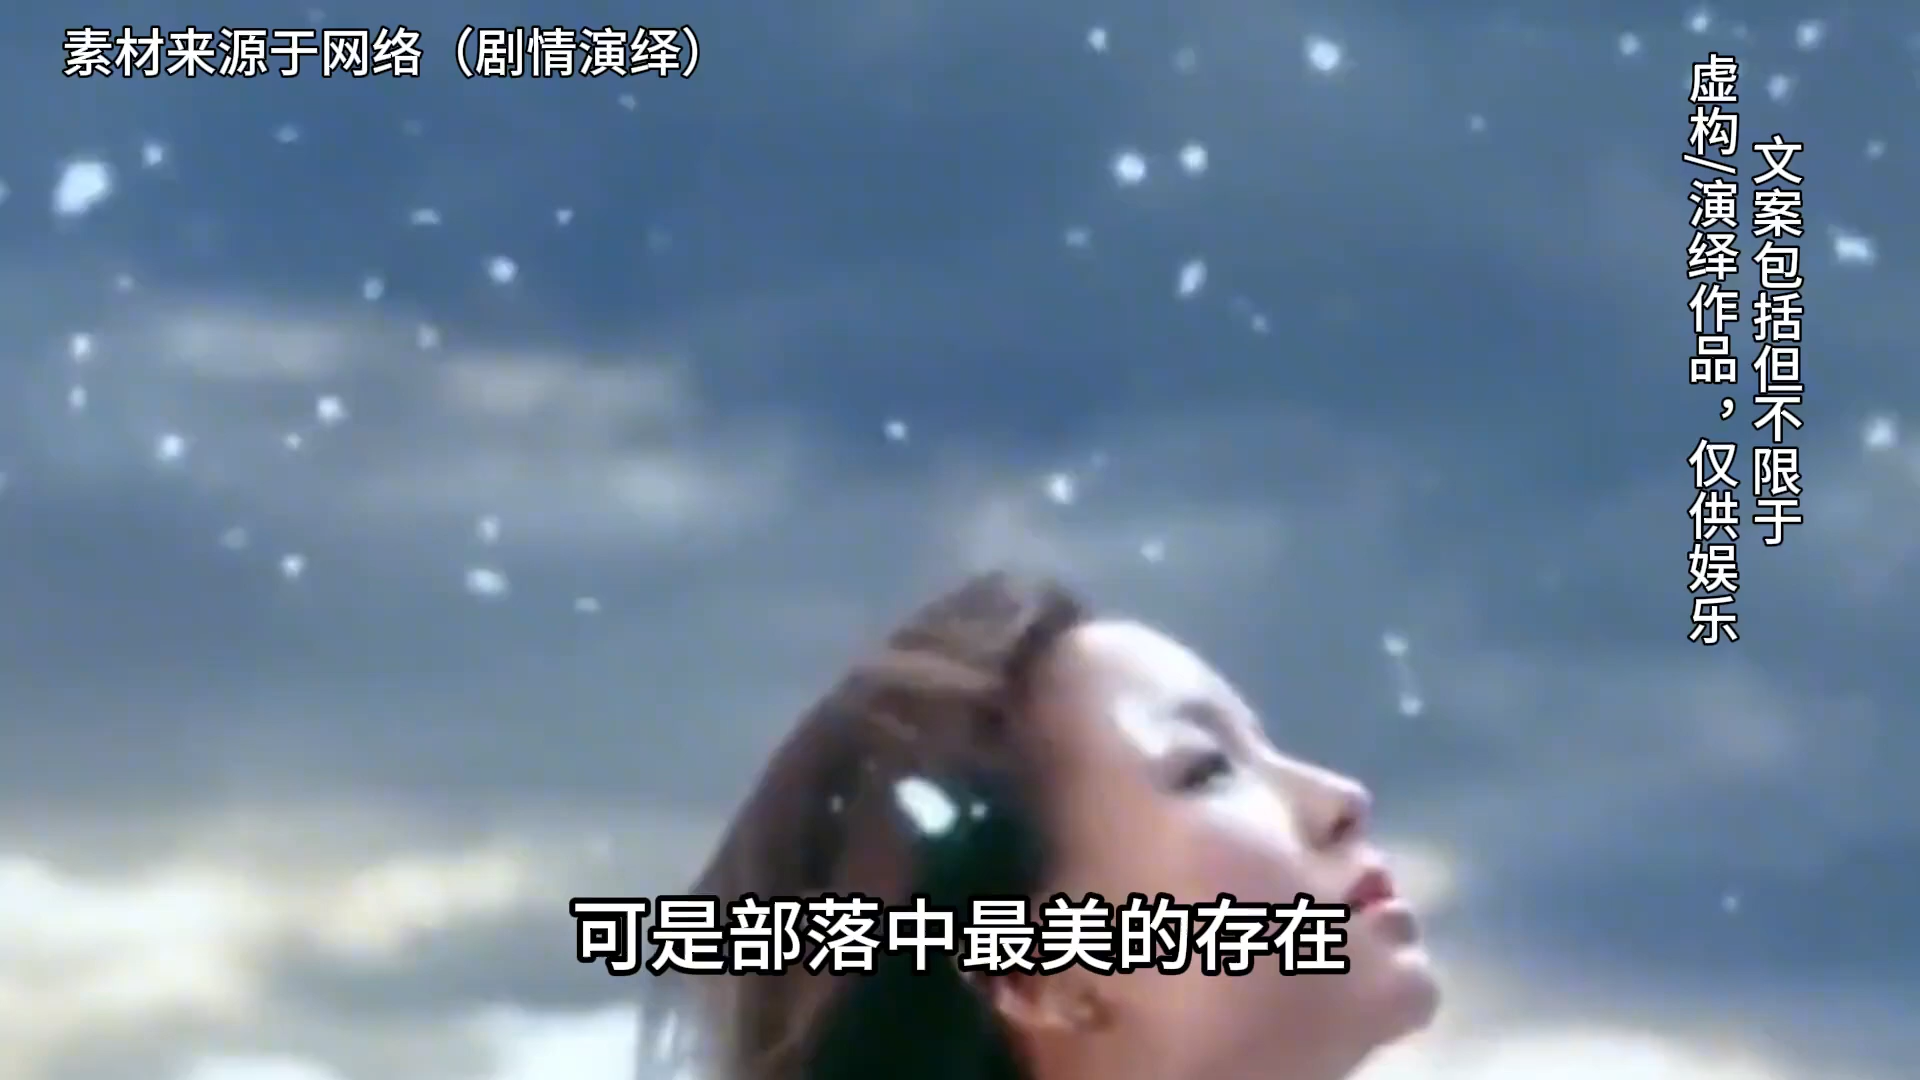 素材来源于网络（剧情演绎）
文案包括但不限于
虚构/演绎作品，仅供娱乐
可是部落中最美的存在